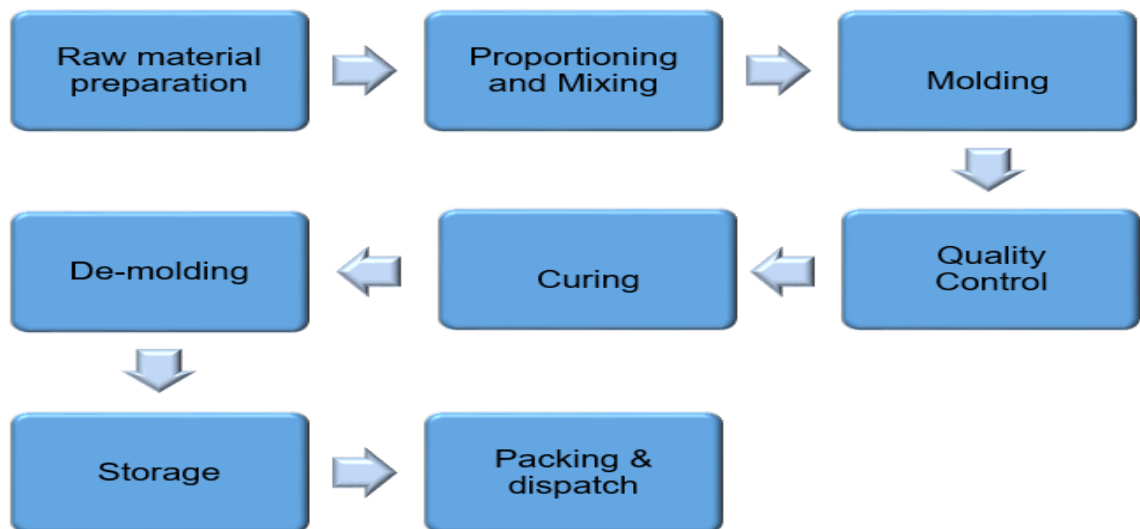 Raw material
preparation
Proportioning
and Mixing
Molding
Quality
Control
Curing
De-molding
Storage
Packing &
dispatch